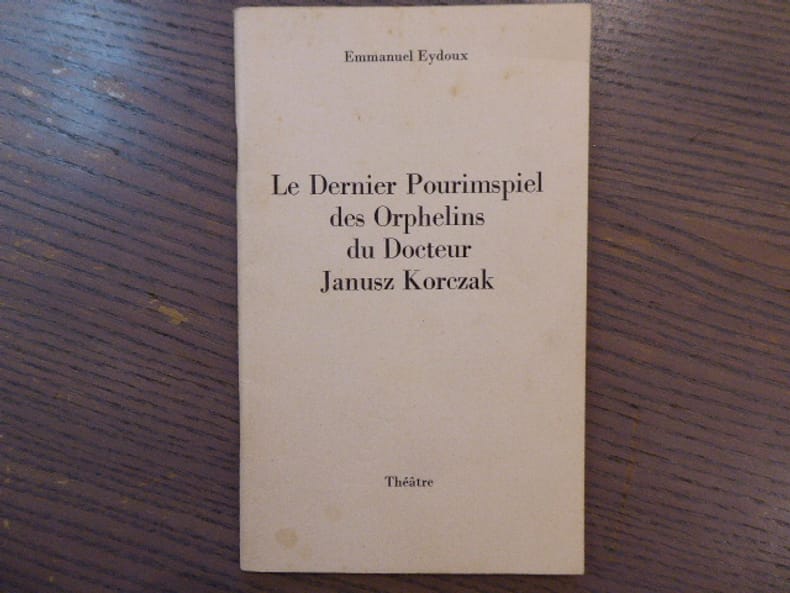 Emmanuel Eydoux
Le Dernier Pourimspiel
des Orphelins
du Docteur
Janusz Korczak
Théâtre